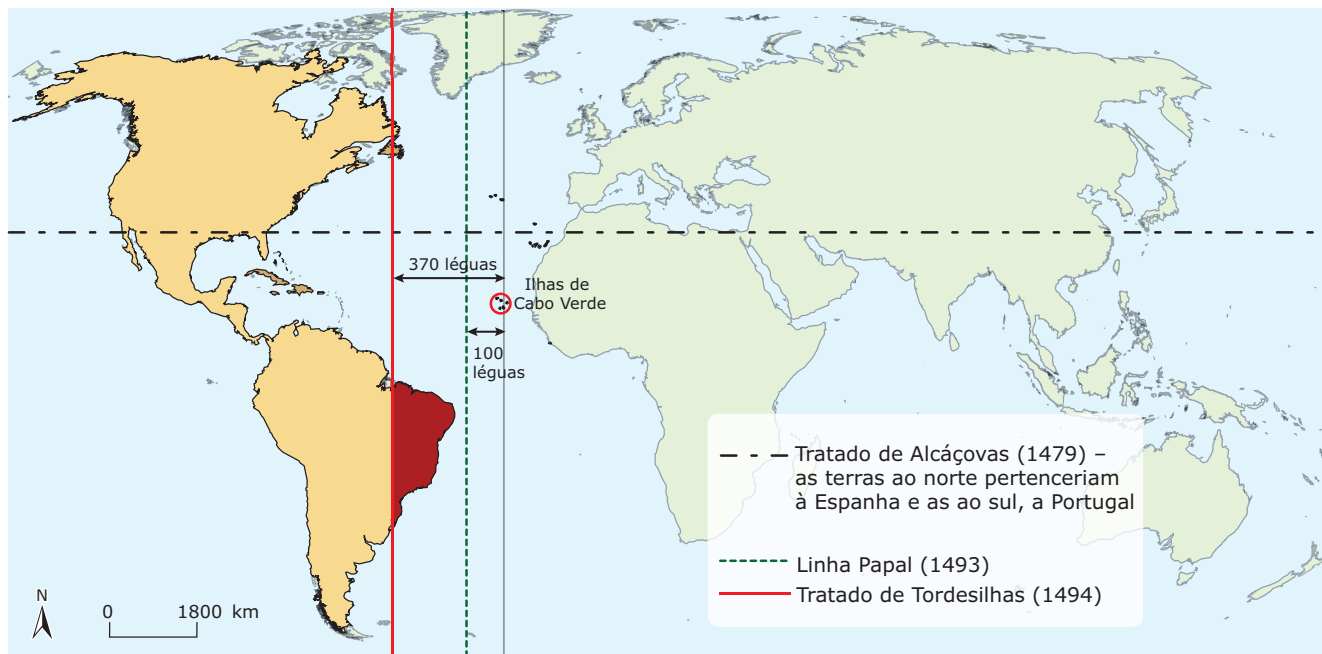 370 léguas
Ilhas de
Cabo Verde
100
léguas
Tratado de Alcáçovas (1479) –
as terras ao norte pertenceriam
à Espanha e as ao sul, a Portugal
Linha Papal (1493)
Tratado de Tordesilhas (1494)
N
0 1800 km